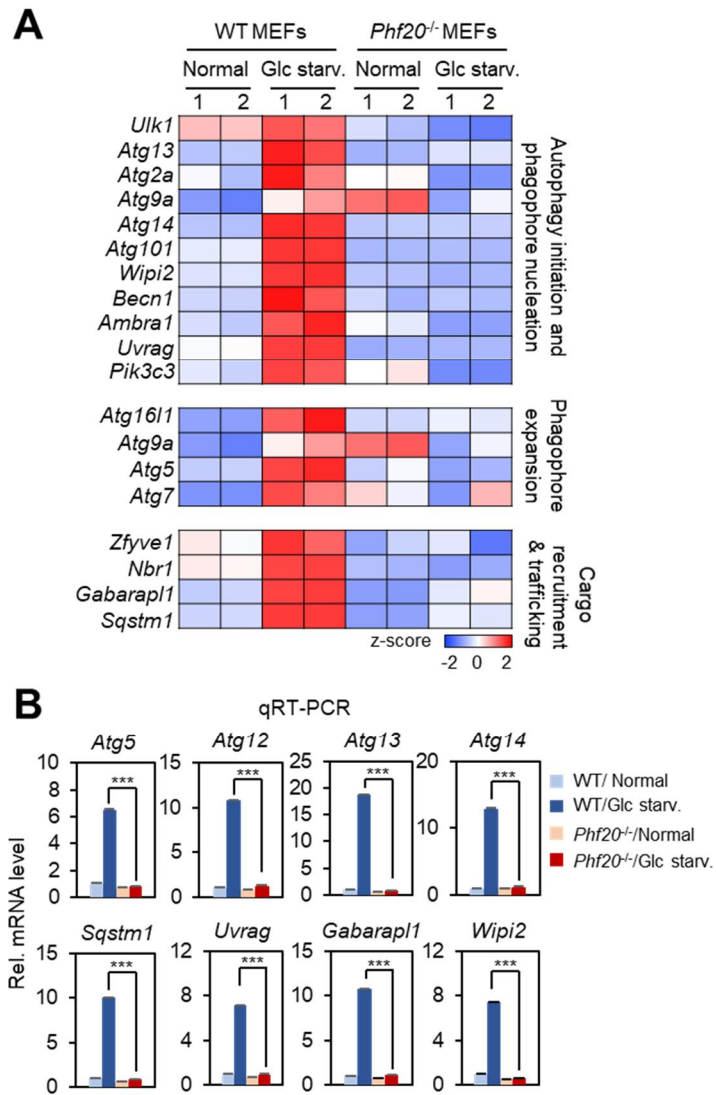 A
WT MEFs Phf20-/- MEFs
Normal Glc starv. Normal Glc starv.
1 2 1 2 1 2 1 2
Ulk1
Atg13
Atg2a
Atg9a
Atg14
Atg101
Wipi2
Becn1
Ambra1
Uvrag
Pik3c3
Autophagy initiation and
phagophore nucleation
Atg16l1
Atg9a
Atg5
Atg7
Phagophore
expansion
Zfyve1
Nbr1
Gabarapl1
Sqstm1
Cargo
recruitment
& trafficking
z-score
-2 0 2
B
qRT-PCR
Rel. mRNA level
Atg5 Atg12 Atg13 Atg14
10 15 25 20
8 20
6 10 15 10
4 5 10
2 5
0 0 0 0
*** *** *** ***
WT/ Normal
WT/Glc starv.
Phf20-/-/Normal
Phf20-/-/Glc starv.
Sqstm1 Uvrag Gabarapl1 Wipi2
15 12 15 12
10 8 10 8
5 4 5 4
0 0 0 0
*** *** *** ***